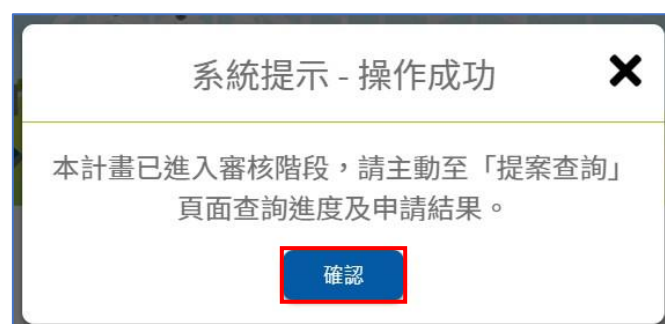 系統提示 - 操作成功
本計畫已進入審核階段，請主動至「提案查詢」
頁面查詢進度及申請結果。
確認